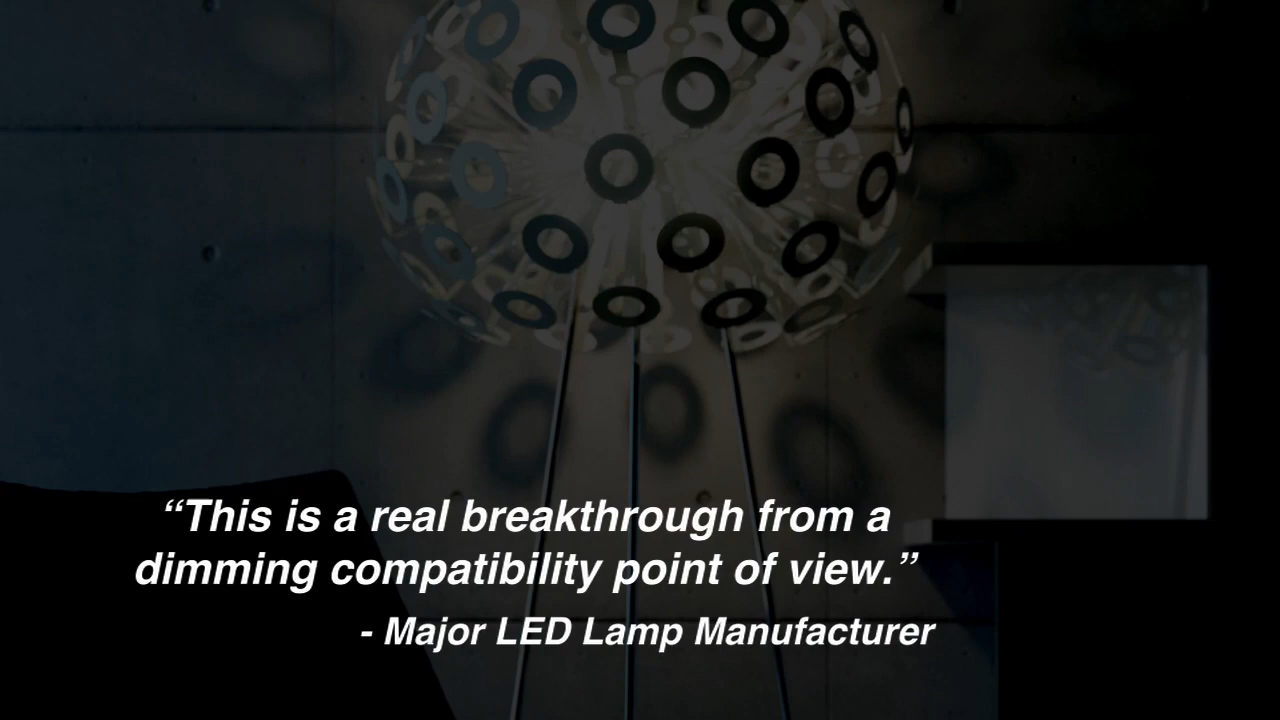 “This is a real breakthrough from a
dimming compatibility point of view.”
- Major LED Lamp Manufacturer